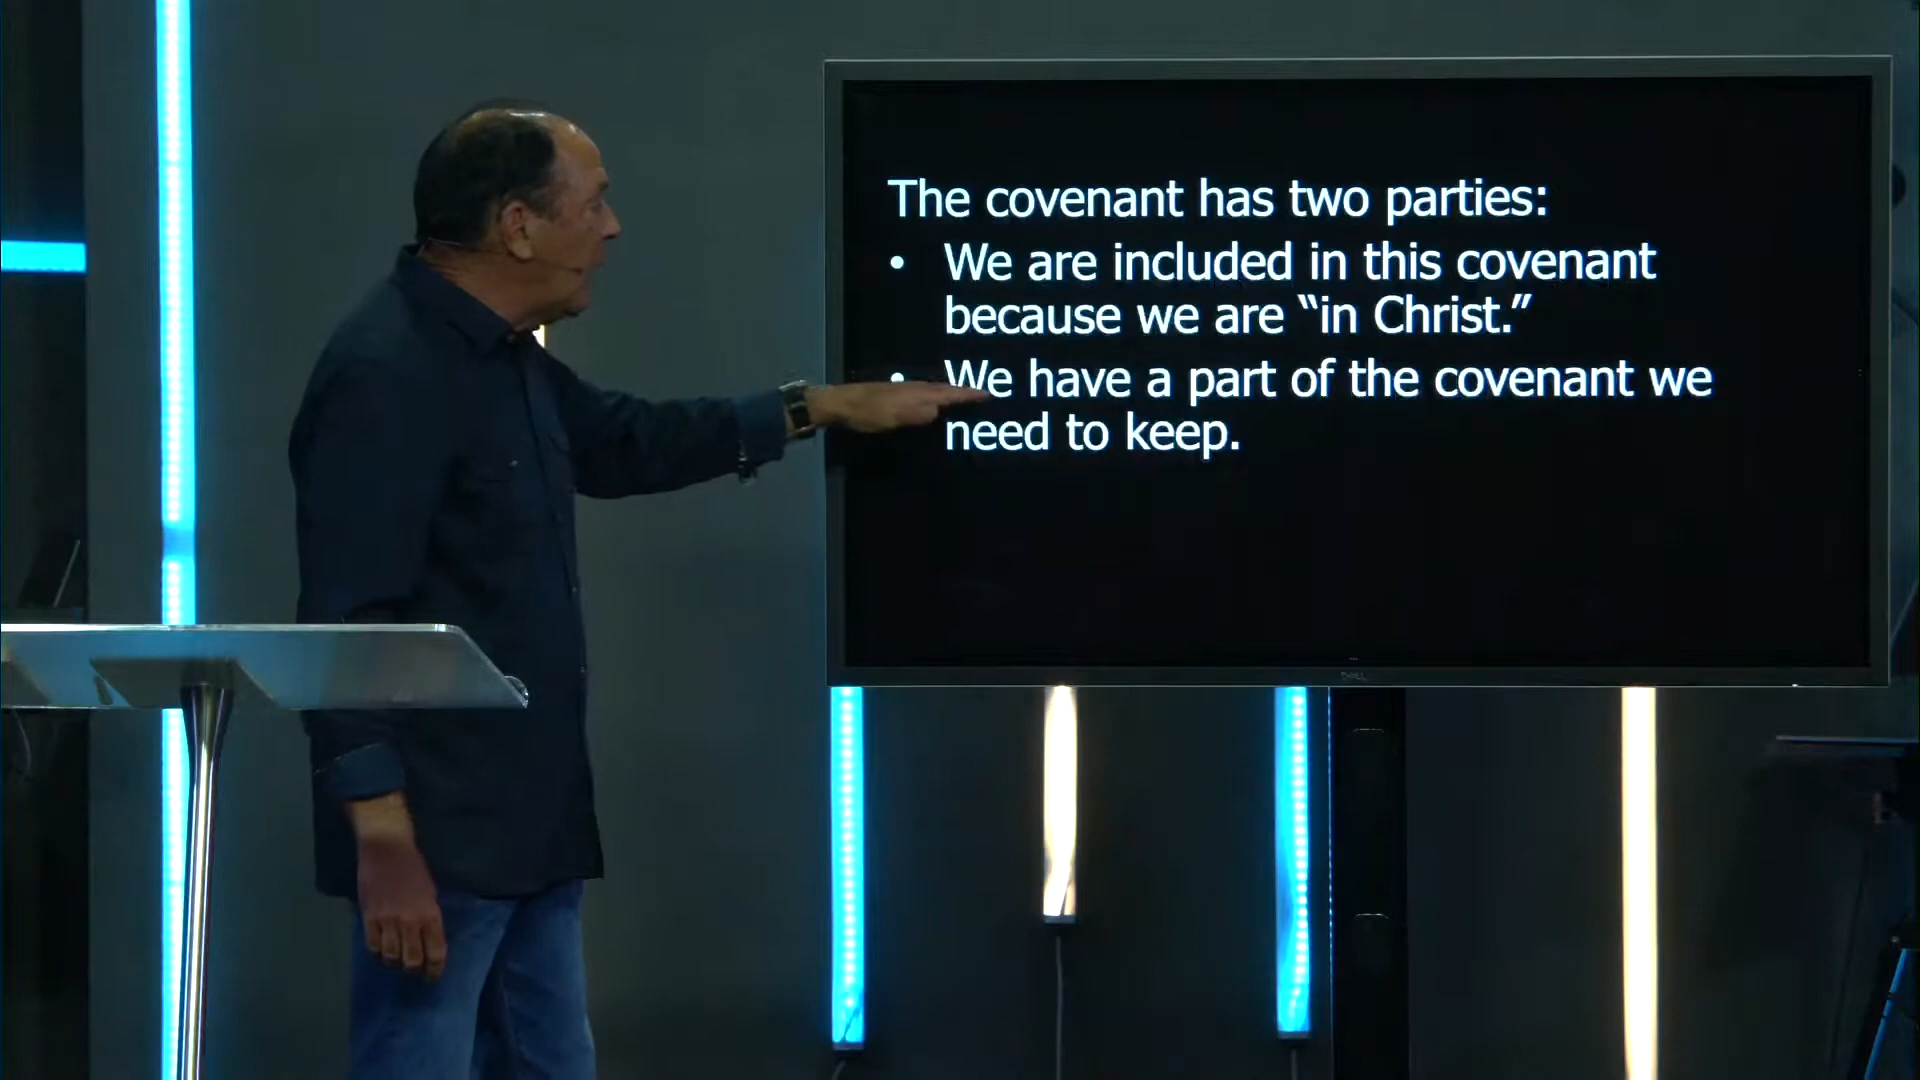 The covenant has two parties:
• We are included in this covenant
because we are “in Christ.”
• We have a part of the covenant we
need to keep.
DELL